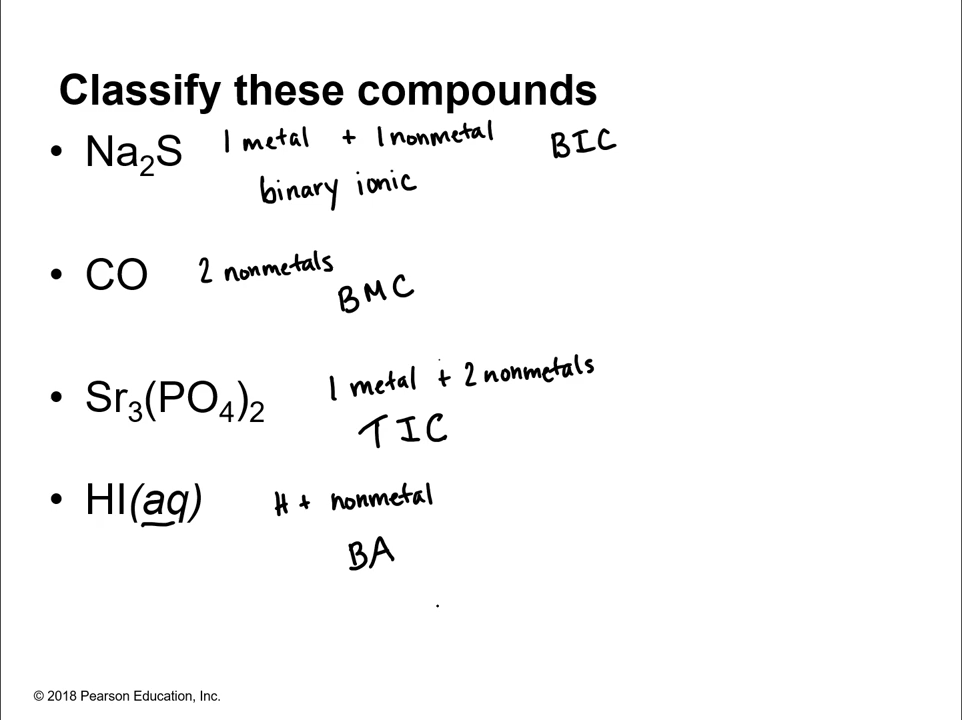 Classify these compounds
• Na₂S 1 metal + 1 nonmetal BIC
binary ionic
• CO 2 nonmetals
BMC
• Sr₃(PO₄)₂ 1 metal + 2 nonmetals
TIC
• HI(aq) H + nonmetal
BA
© 2018 Pearson Education, Inc.